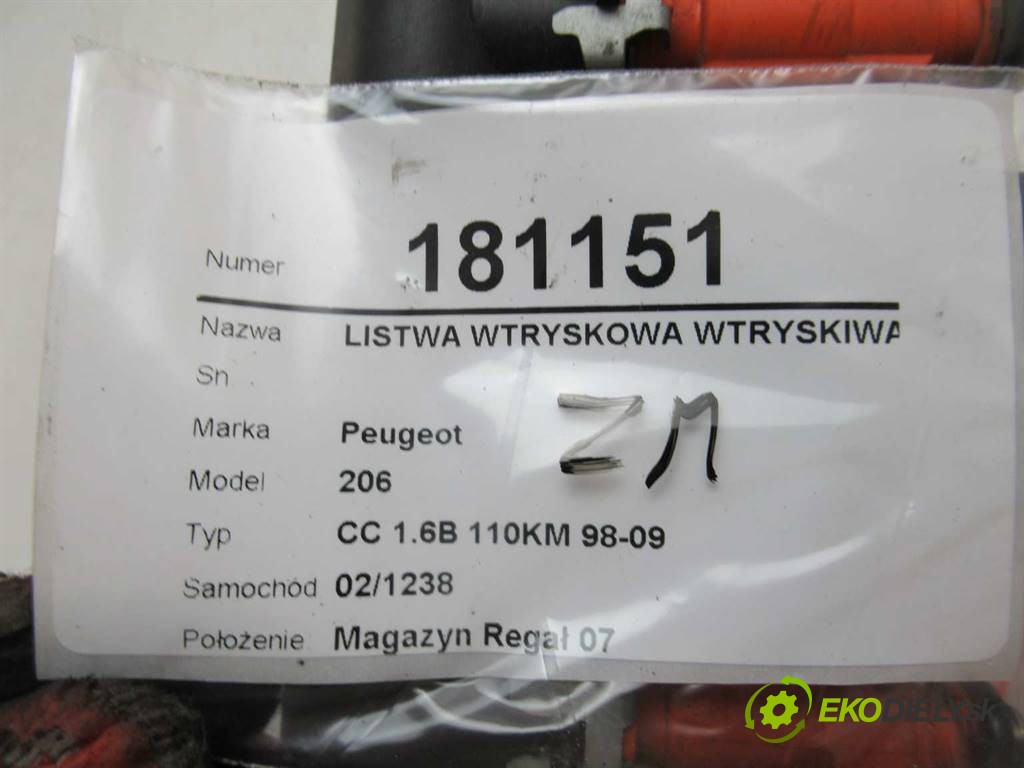 Numer 181151
Nazwa LISTWA WTRYSKOWA WTRYSKIWA
Sn
Marka Peugeot
ZM
Model 206
Typ CC 1.6B 110KM 98-09
Samochód 02/1238
Położenie Magazyn Regał 07
EKODIELY.sk